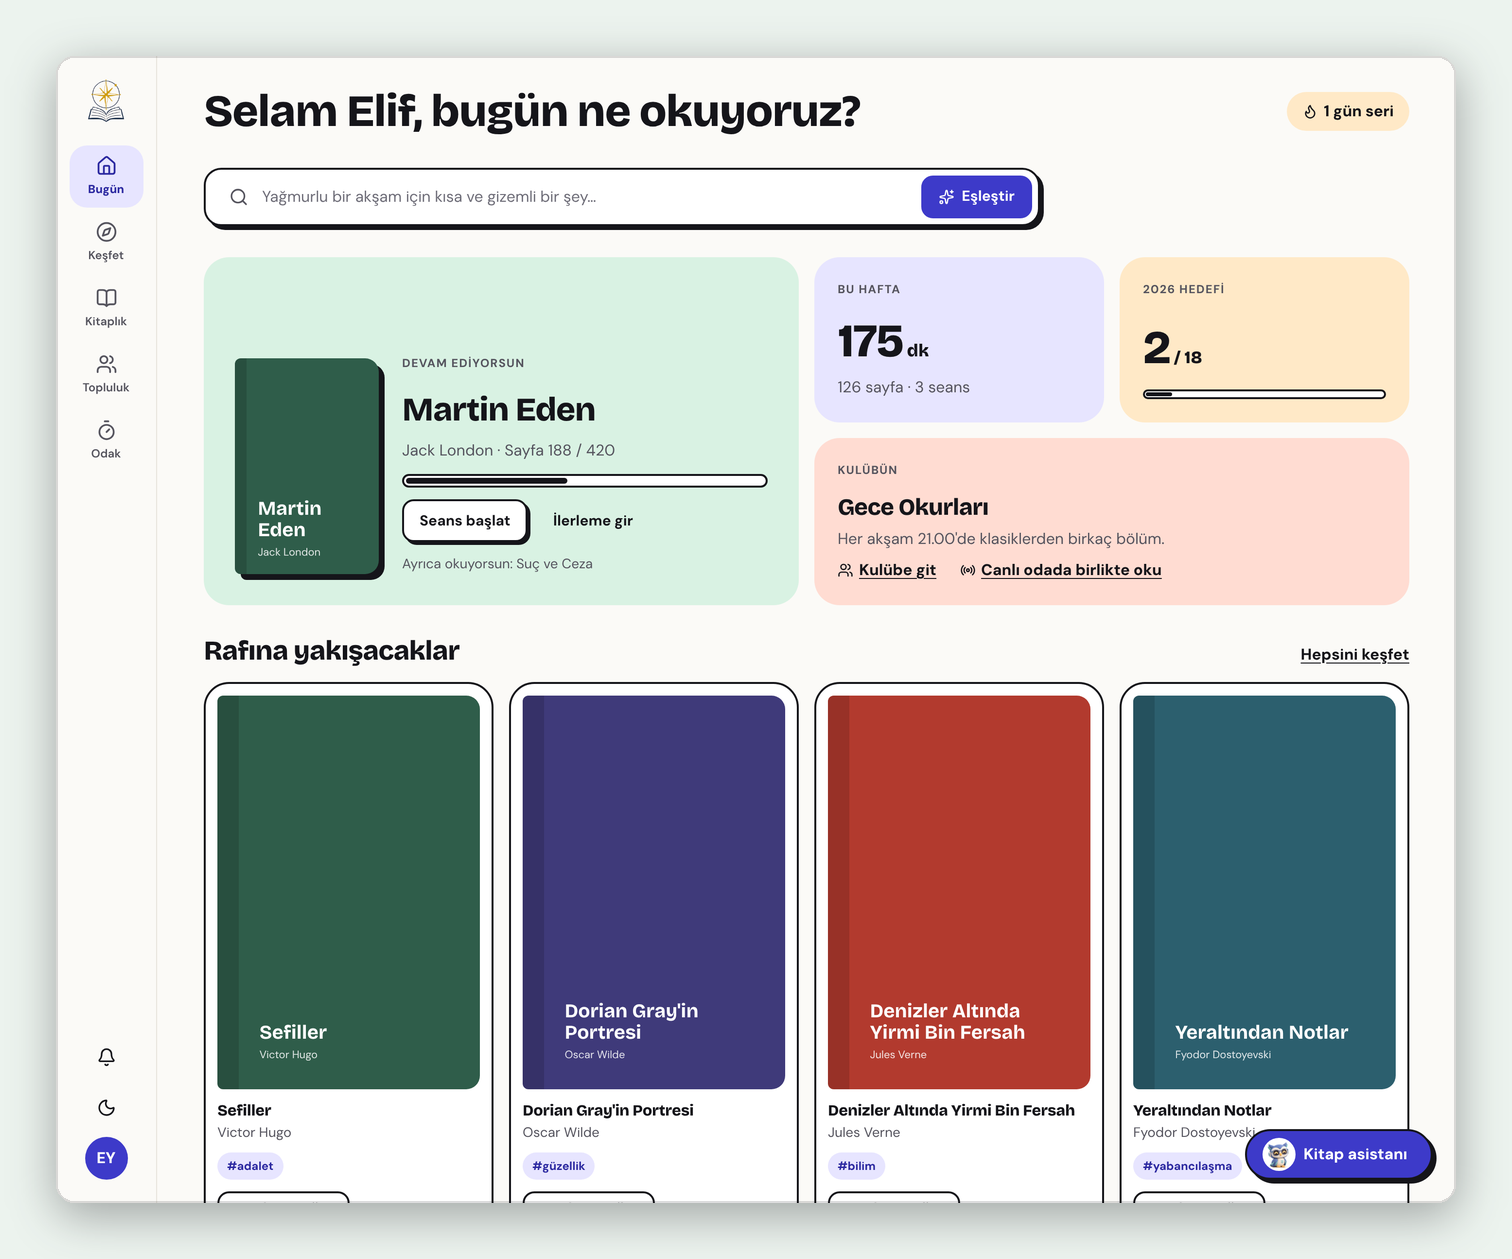 Selam Elif, bugün ne okuyoruz?
1 gün seri
Bugün
Keşfet
Kitaplık
Topluluk
Odak
EY
Yağmurlu bir akşam için kısa ve gizemli bir şey...
Eşleştir
Martin
Eden
Jack London
DEVAM EDİYORSUN
Martin Eden
Jack London · Sayfa 188 / 420
Seans başlat
İlerleme gir
Ayrıca okuyorsun: Suç ve Ceza
BU HAFTA
175 dk
126 sayfa · 3 seans
2026 HEDEFİ
2 / 18
KULÜBÜN
Gece Okurları
Her akşam 21.00'de klasiklerden birkaç bölüm.
Kulübe git
Canlı odada birlikte oku
Rafına yakışacaklar
Hepsini keşfet
Sefiller
Victor Hugo
Sefiller
Victor Hugo
#adalet
Dorian Gray'in
Portresi
Oscar Wilde
Dorian Gray'in Portresi
Oscar Wilde
#güzellik
Denizler Altında
Yirmi Bin Fersah
Jules Verne
Denizler Altında Yirmi Bin Fersah
Jules Verne
#bilim
Yeraltından Notlar
Fyodor Dostoyevski
Yeraltından Notlar
Fyodor Dostoyevski
#yabancılaşma
Kitap asistanı